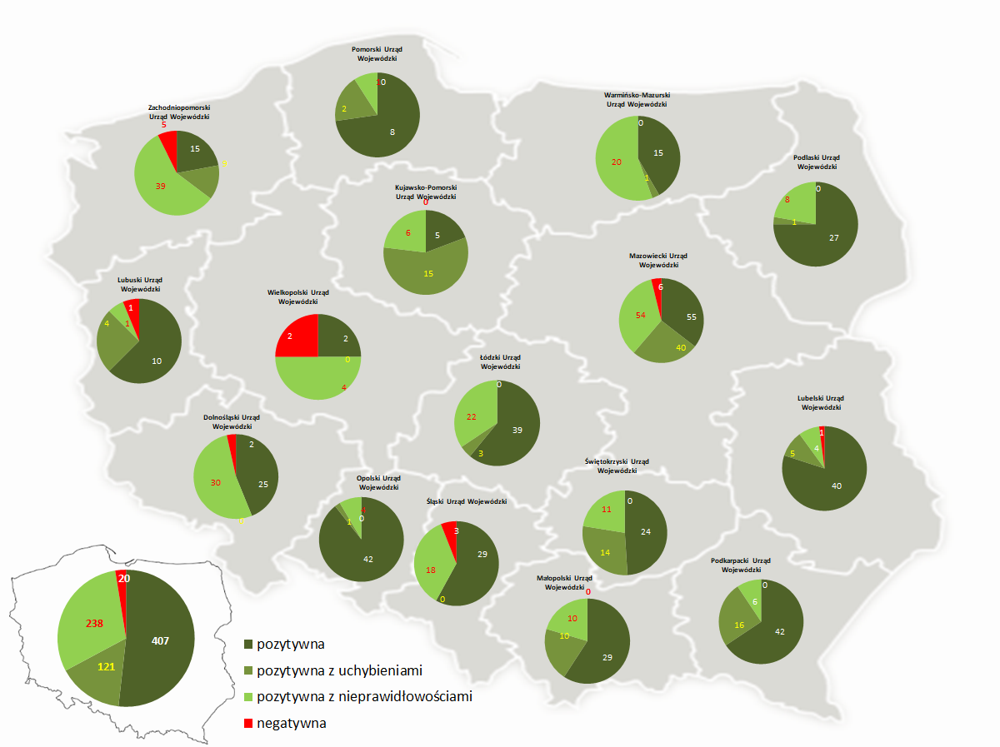 Pomorski Urząd
Wojewódzki
0
2
8
Zachodniopomorski
Urząd Wojewódzki
5
15
39
Warmińsko-Mazurski
Urząd Wojewódzki
0
15
20
1
Podlaski Urząd
Wojewódzki
0
8
1
27
Kujawsko-Pomorski
Urząd Wojewódzki
0
6
5
15
Mazowiecki Urząd
Wojewódzki
6
54
55
40
Lubuski Urząd
Wojewódzki
1
4
1
10
Wielkopolski Urząd
Wojewódzki
2
2
0
4
Łódzki Urząd
Wojewódzki
0
22
39
3
Lubelski Urząd
Wojewódzki
1
4
5
40
Dolnośląski Urząd
Wojewódzki
2
30
25
0
Opolski Urząd
Wojewódzki
1
0
42
Śląski Urząd Wojewódzki
3
29
18
0
Świętokrzyski Urząd
Wojewódzki
0
11
24
14
Małopolski Urząd
Wojewódzki
0
10
10
29
Podkarpacki Urząd
Wojewódzki
0
6
16
42
20
238
407
121
pozytywna
pozytywna z uchybieniami
pozytywna z nieprawidłowościami
negatywna